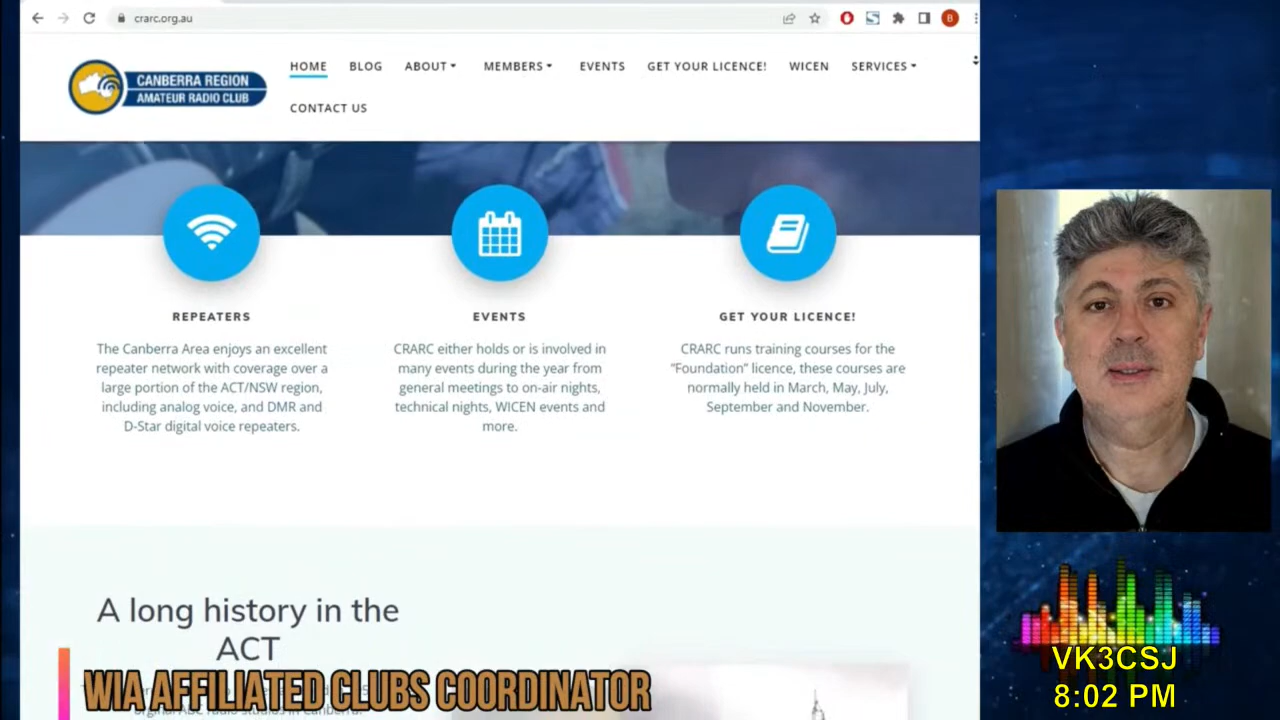 crarc.org.au
B
CANBERRA REGION
AMATEUR RADIO CLUB
HOME BLOG ABOUT MEMBERS EVENTS GET YOUR LICENCE! WICEN SERVICES
CONTACT US
REPEATERS
The Canberra Area enjoys an excellent
repeater network with coverage over a
large portion of the ACT/NSW region,
including analog voice, and DMR and
D-Star digital voice repeaters.
EVENTS
CRARC either holds or is involved in
many events during the year from
general meetings to on-air nights,
technical nights, WICEN events and
more.
GET YOUR LICENCE!
CRARC runs training courses for the
“Foundation” licence, these courses are
normally held in March, May, July,
September and November.
A long history in the
ACT
WIA AFFILIATED CLUBS COORDINATOR
VK3CSJ
8:02 PM